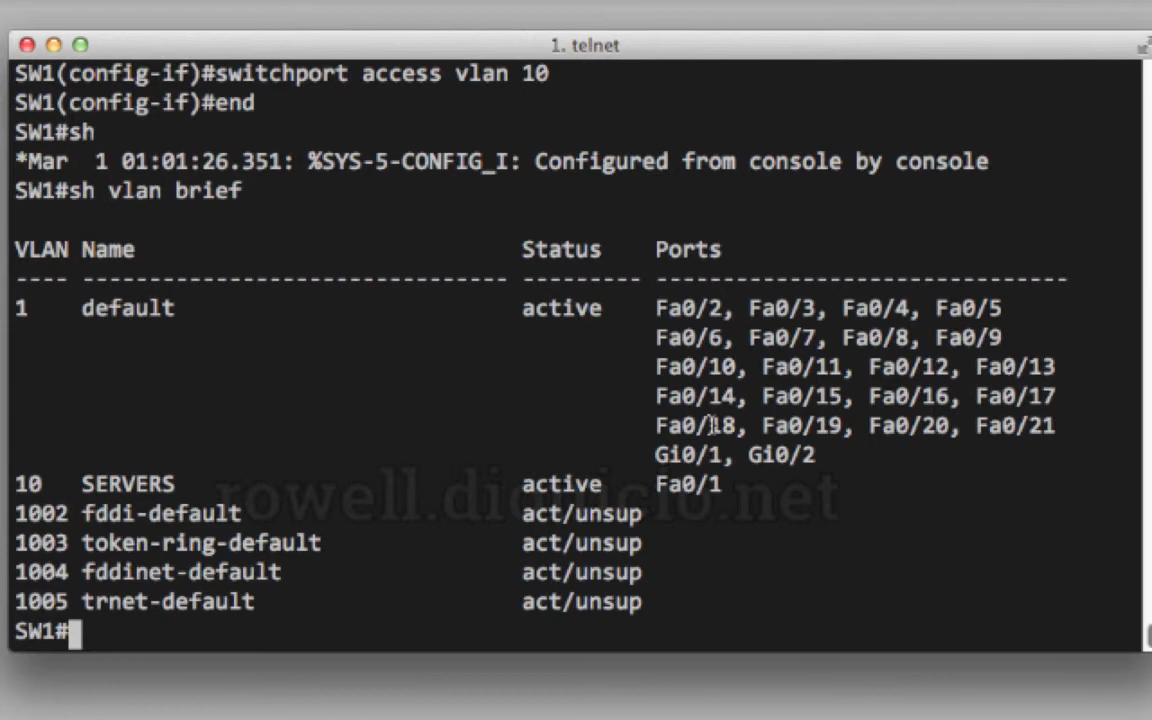 1. telnet
SW1(config-if)#switchport access vlan 10
SW1(config-if)#end
SW1#sh
*Mar  1 01:01:26.351: %SYS-5-CONFIG_I: Configured from console by console
SW1#sh vlan brief
VLAN Name                             Status    Ports
---- -------------------------------- --------- -------------------------------
1    default                          active    Fa0/2, Fa0/3, Fa0/4, Fa0/5
                                                Fa0/6, Fa0/7, Fa0/8, Fa0/9
                                                Fa0/10, Fa0/11, Fa0/12, Fa0/13
                                                Fa0/14, Fa0/15, Fa0/16, Fa0/17
                                                Fa0/18, Fa0/19, Fa0/20, Fa0/21
                                                Gi0/1, Gi0/2
10   SERVERS                          active    Fa0/1
rowell.dionicio.net
1002 fddi-default                     act/unsup
1003 token-ring-default               act/unsup
1004 fddinet-default                  act/unsup
1005 trnet-default                    act/unsup
SW1#